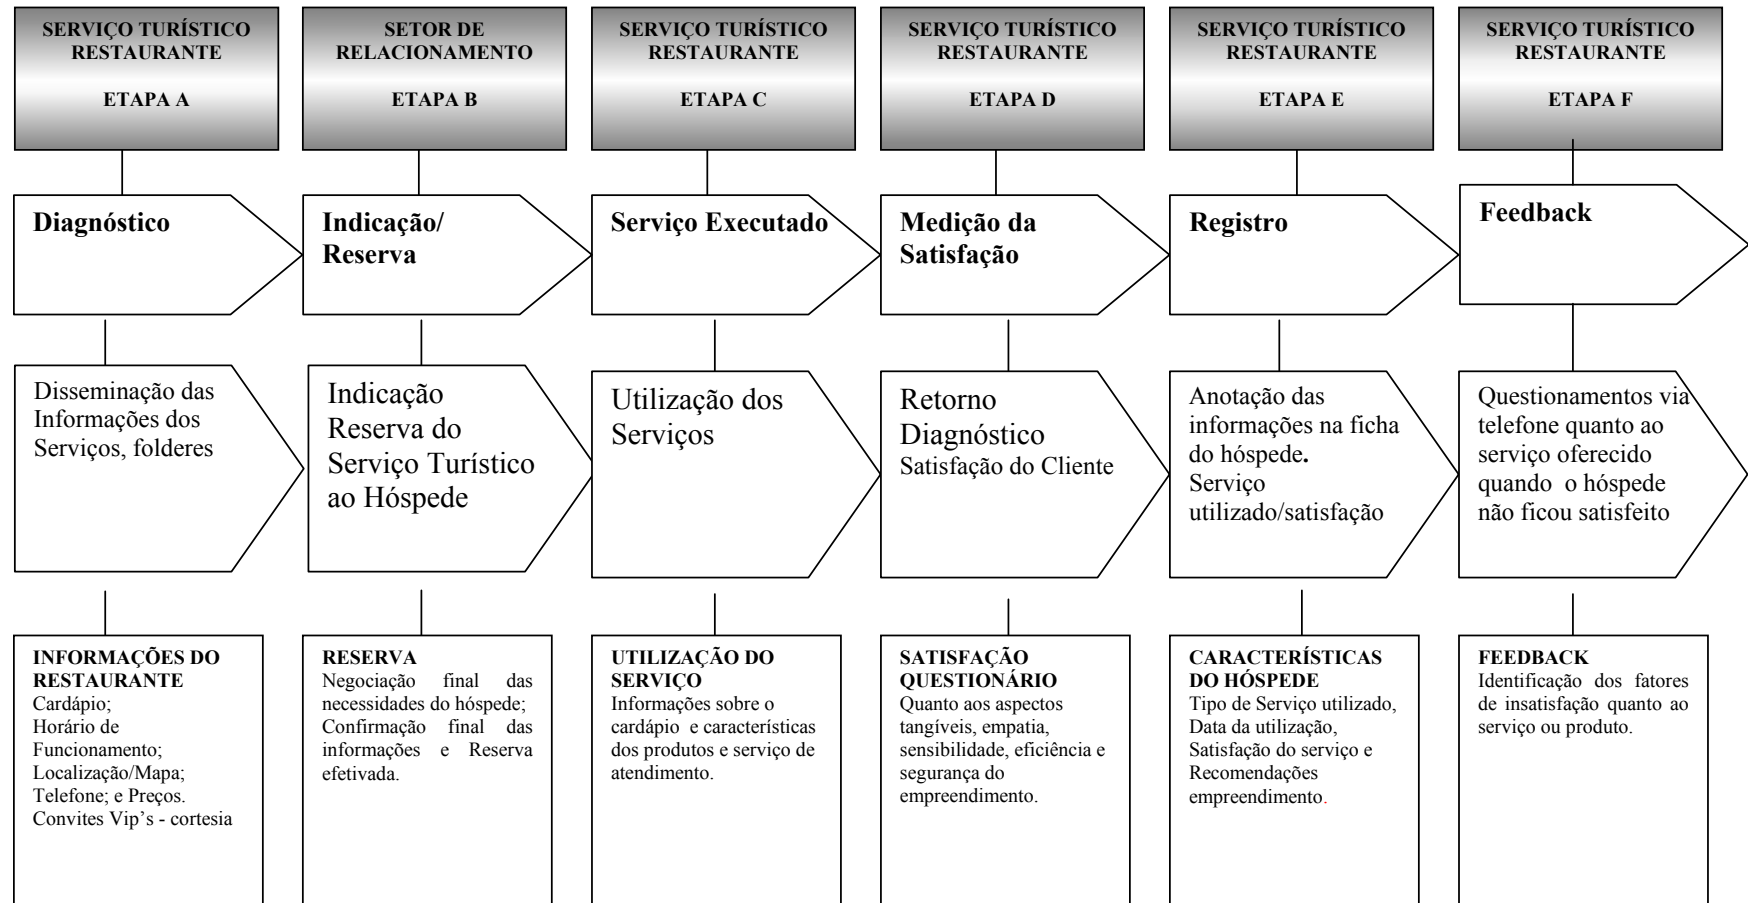 SERVIÇO TURÍSTICO
RESTAURANTE
ETAPA A
SETOR DE
RELACIONAMENTO
ETAPA B
SERVIÇO TURÍSTICO
RESTAURANTE
ETAPA C
SERVIÇO TURÍSTICO
RESTAURANTE
ETAPA D
SERVIÇO TURÍSTICO
RESTAURANTE
ETAPA E
SERVIÇO TURÍSTICO
RESTAURANTE
ETAPA F
Diagnóstico
Indicação/
Reserva
Serviço Executado
Medição da
Satisfação
Registro
Feedback
Disseminação das
Informações dos
Serviços, folderes
Indicação
Reserva do
Serviço Turístico
ao Hóspede
Utilização dos
Serviços
Retorno
Diagnóstico
Satisfação do Cliente
Anotação das
informações na ficha
do hóspede.
Serviço
utilizado/satisfação
Questionamentos via
telefone quanto ao
serviço oferecido
quando o hóspede
não ficou satisfeito
INFORMAÇÕES DO
RESTAURANTE
Cardápio;
Horário de
Funcionamento;
Localização/Mapa;
Telefone; e Preços.
Convites Vip’s - cortesia
RESERVA
Negociação final das
necessidades do hóspede;
Confirmação final das
informações e Reserva
efetivada.
UTILIZAÇÃO DO
SERVIÇO
Informações sobre o
cardápio e características
dos produtos e serviço de
atendimento.
SATISFAÇÃO
QUESTIONÁRIO
Quanto aos aspectos
tangíveis, empatia,
sensibilidade, eficiência e
segurança do
empreendimento.
CARACTERÍSTICAS
DO HÓSPEDE
Tipo de Serviço utilizado,
Data da utilização,
Satisfação do serviço e
Recomendações
empreendimento.
FEEDBACK
Identificação dos fatores
de insatisfação quanto ao
serviço ou produto.